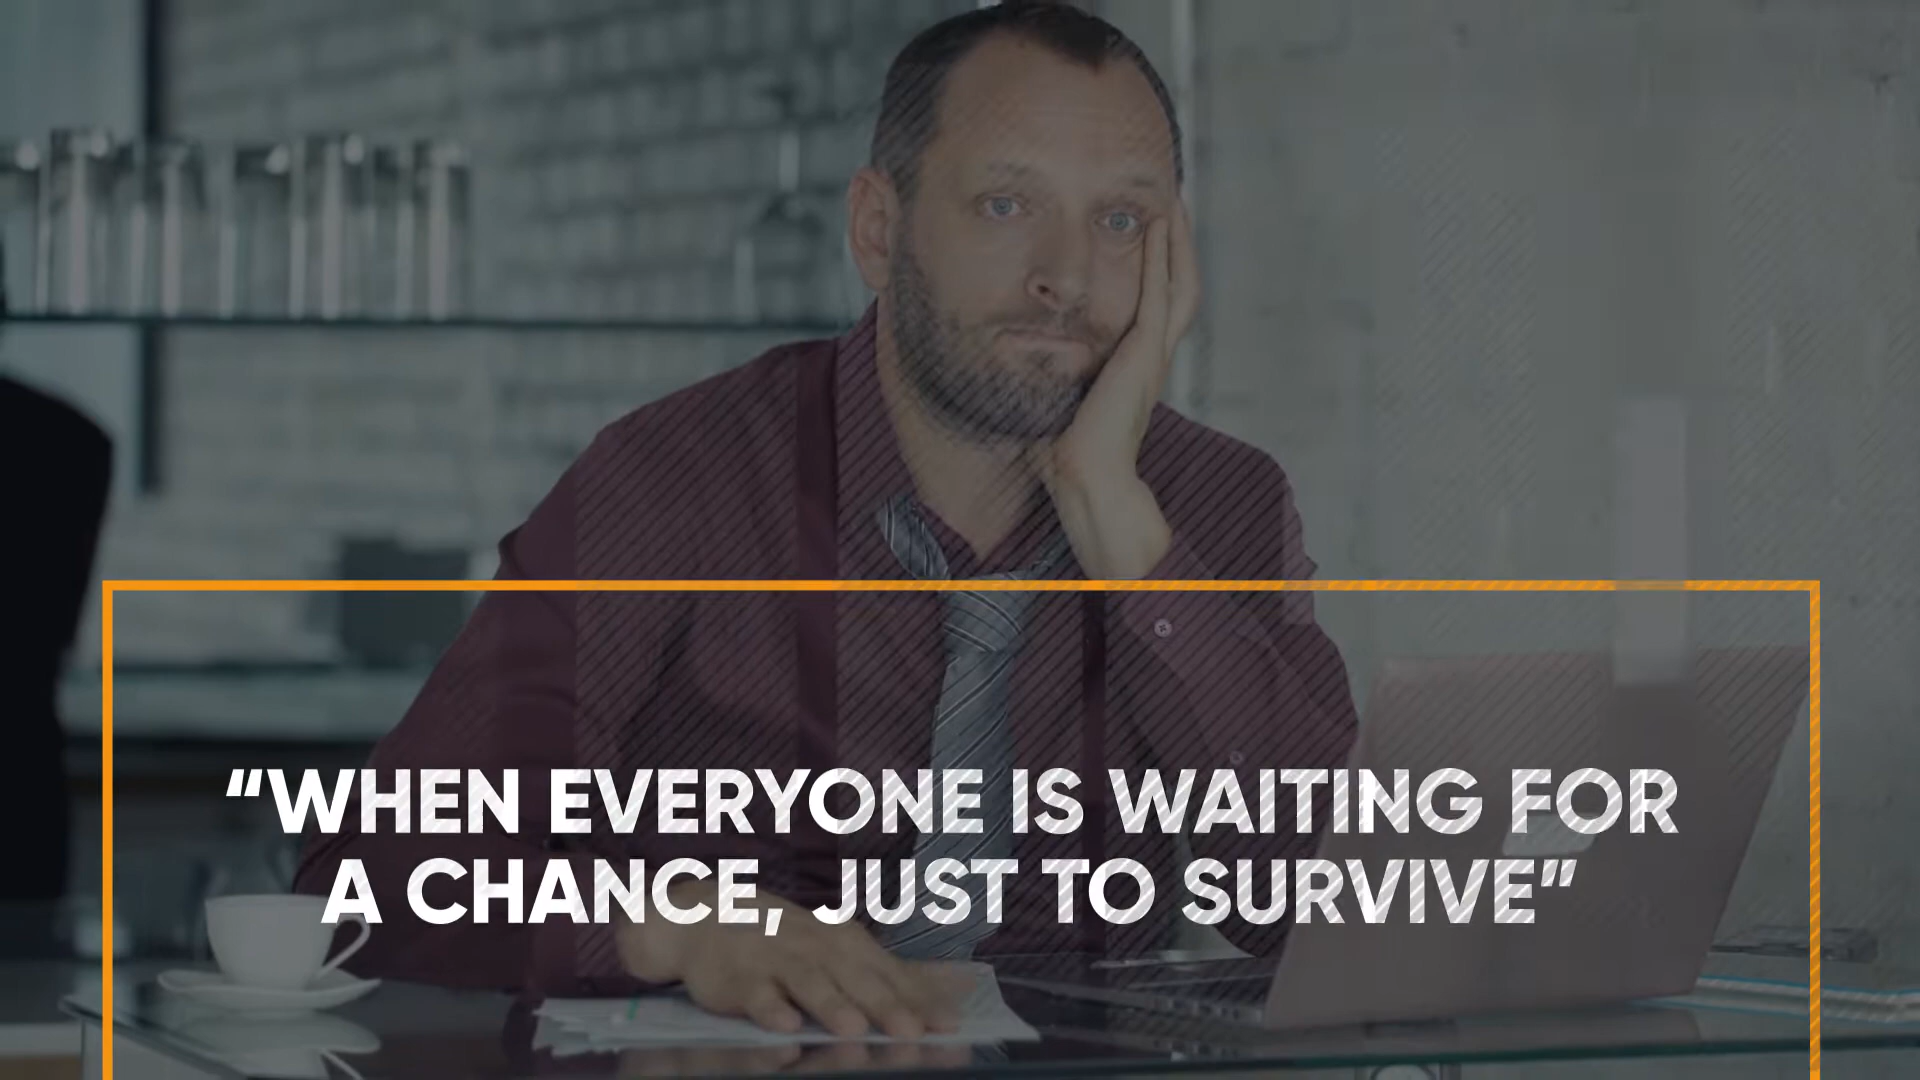 “WHEN EVERYONE IS WAITING FOR
A CHANCE, JUST TO SURVIVE”